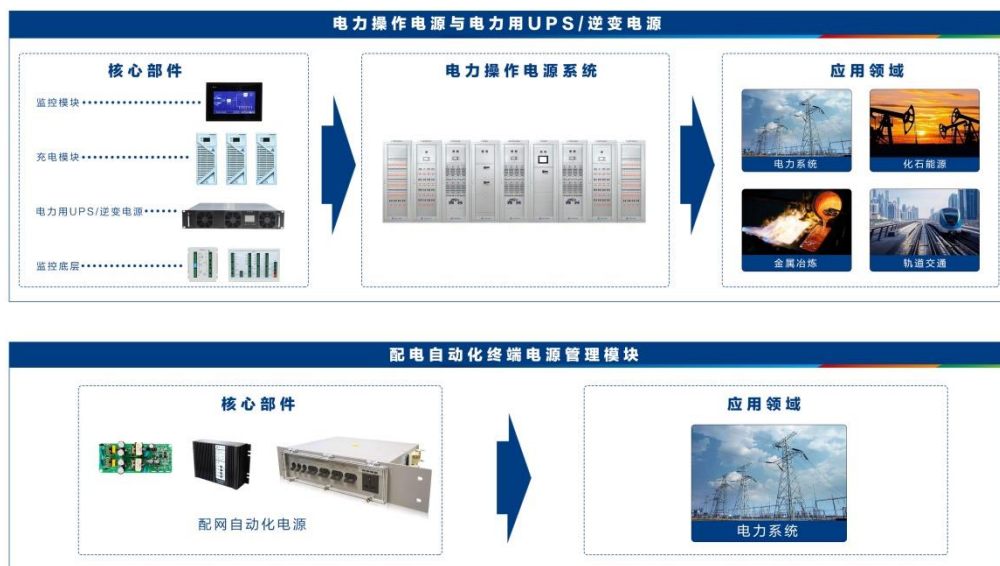 电力操作电源与电力用UPS/逆变电源
核心部件
监控模块
充电模块
电力用UPS/逆变电源
监控底层
电力操作电源系统
应用领域
电力系统
化石能源
金属冶炼
轨道交通
配电自动化终端电源管理模块
核心部件
配网自动化电源
应用领域
电力系统